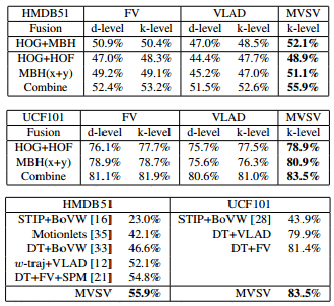 HMDB51 FV VLAD MVSV
Fusion d-level k-level d-level k-level k-level
HOG+MBH 50.9% 50.4% 47.0% 48.5% 52.1%
HOG+HOF 47.0% 48.3% 44.4% 47.7% 48.9%
MBH(x+y) 49.2% 49.1% 45.2% 47.0% 51.1%
Combine 52.4% 53.2% 51.5% 52.6% 55.9%
UCF101 FV VLAD MVSV
Fusion d-level k-level d-level k-level k-level
HOG+HOF 76.1% 77.7% 75.7% 77.5% 78.9%
MBH(x+y) 78.9% 78.7% 75.6% 76.3% 80.9%
Combine 81.1% 81.9% 80.6% 81.0% 83.5%
HMDB51 UCF101
STIP+BoVW [16] 23.0% STIP+BoVW [28] 43.9%
Motionlets [35] 42.1% DT+VLAD 79.9%
DT+BoVW [33] 46.6% DT+FV 81.4%
w-traj+VLAD [12] 52.1%
DT+FV+SPM [21] 54.8%
MVSV 55.9% MVSV 83.5%